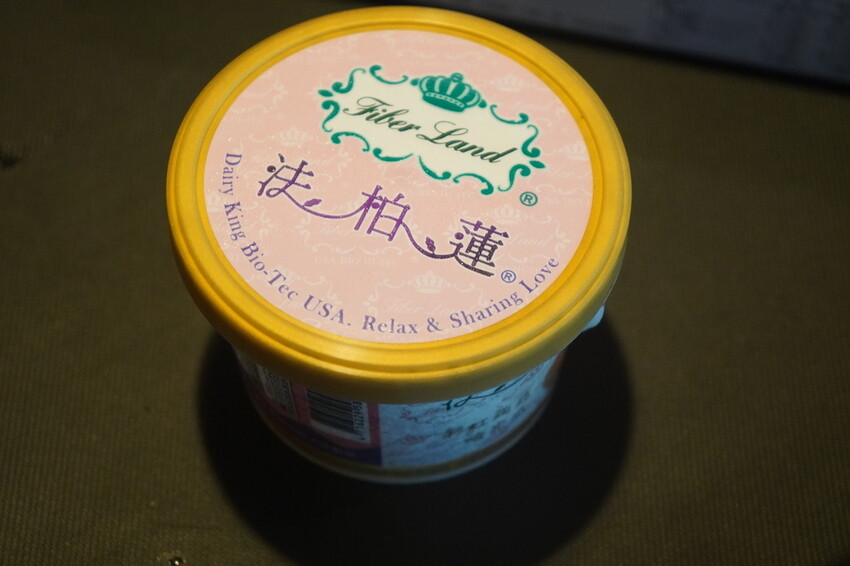 Fiber Land
®
法柏蓮®
Dairy King Bio-Tec USA. Relax & Sharing Love